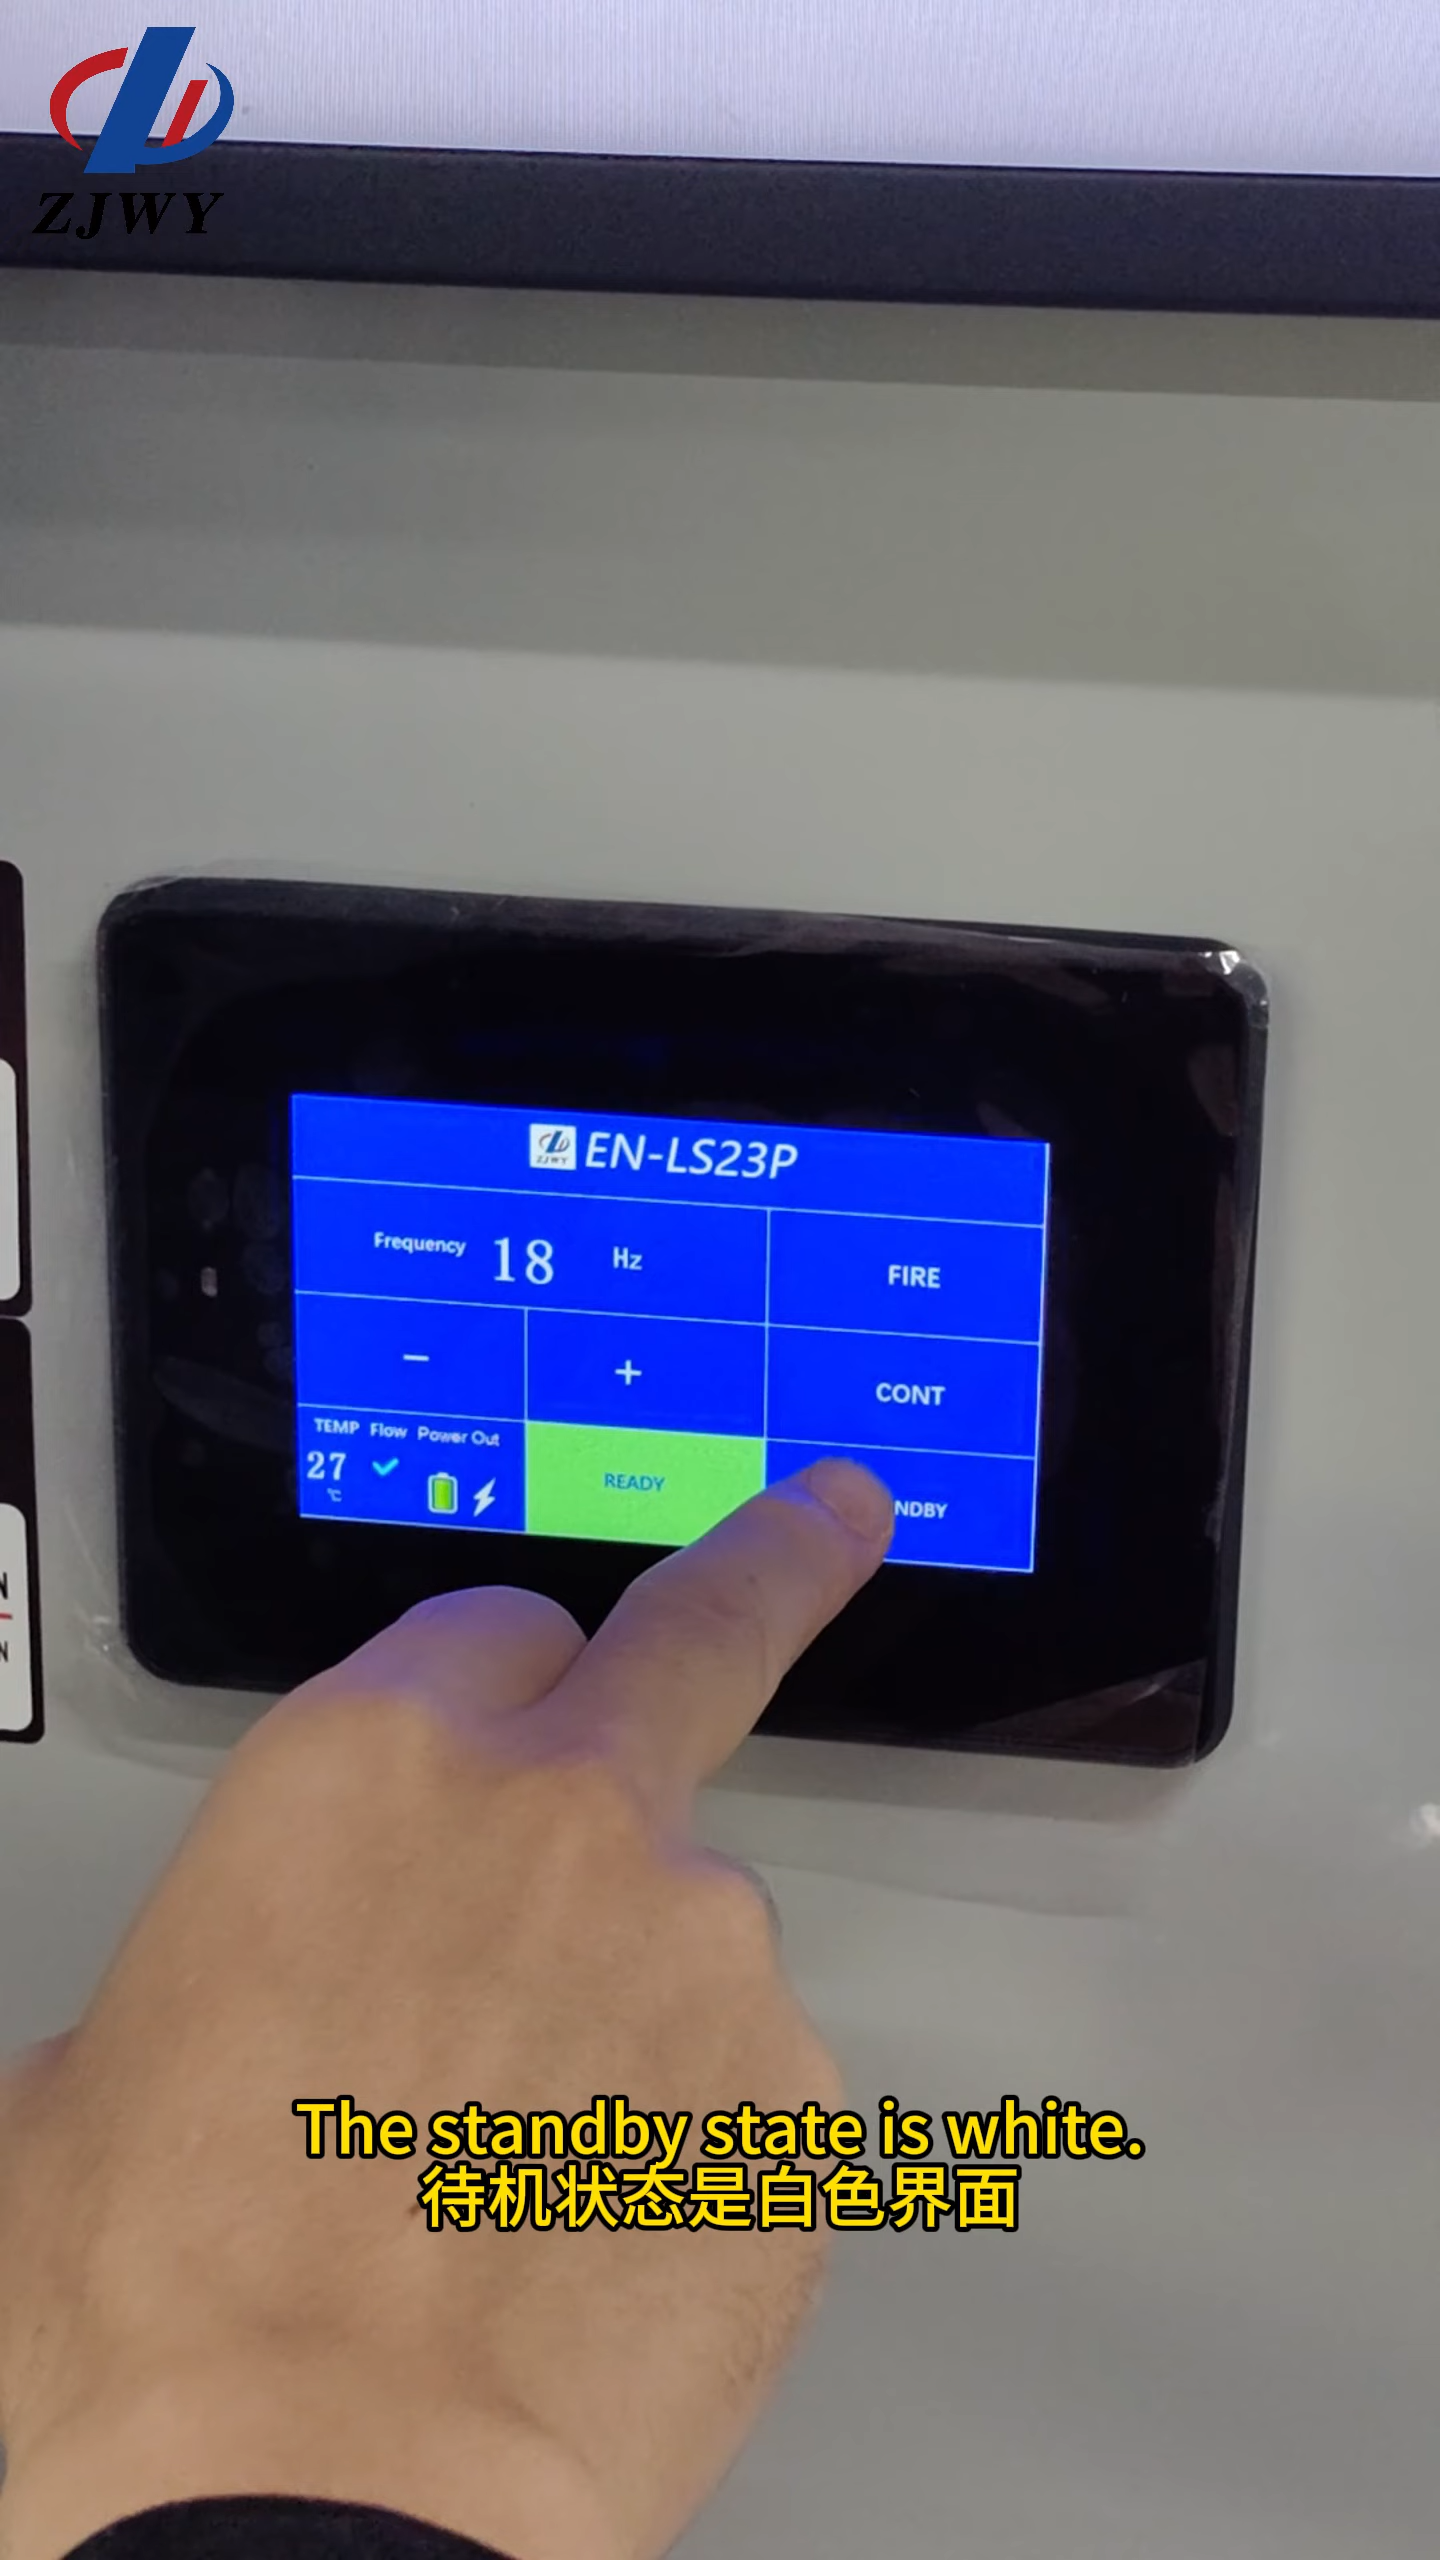 ZJWY
ZJWY EN-LS23P
Frequency 18 Hz
FIRE
− +
CONT
TEMP Flow Power Out
27
℃
READY
NDBY
N
N
The standby state is white.
待机状态是白色界面